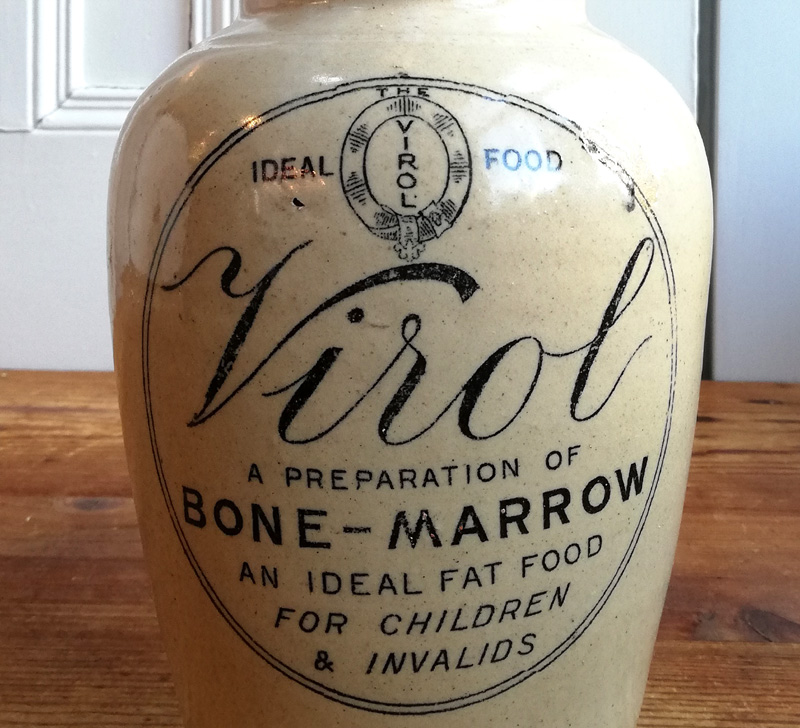 THE
VIROL
IDEAL FOOD
Virol
A PREPARATION OF
BONE-MARROW
AN IDEAL FAT FOOD
FOR CHILDREN
& INVALIDS